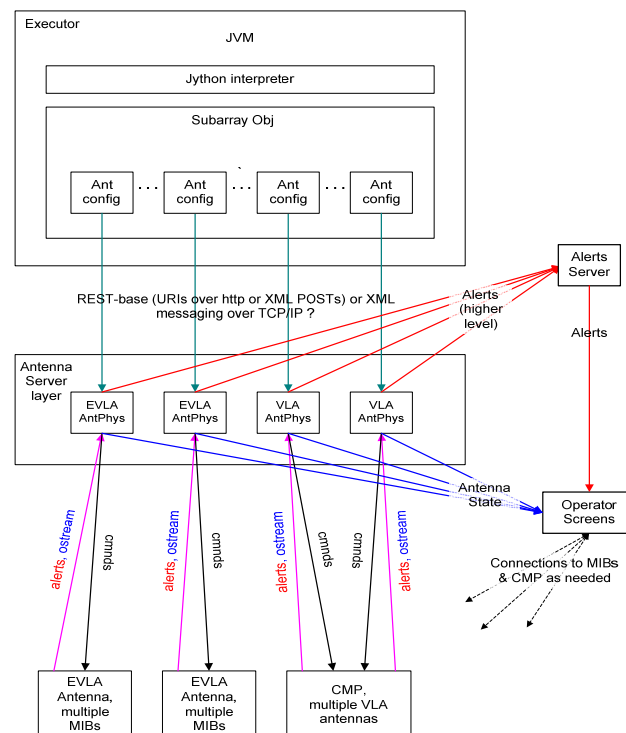 Executor
JVM
Jython interpreter
Subarray Obj
Ant
config
. . .
Ant
config
. . .
Ant
config
. . .
Ant
config
REST-base (URIs over http or XML POSTs) or XML
messaging over TCP/IP ?
Alerts
Server
Alerts
(higher
level)
Alerts
Antenna
Server
layer
EVLA
AntPhys
EVLA
AntPhys
VLA
AntPhys
VLA
AntPhys
Antenna
State
Operator
Screens
Connections to MIBs
& CMP as needed
alerts, ostream
cmnds
alerts, ostream
cmnds
alerts, ostream
cmnds
cmnds
alerts, ostream
EVLA
Antenna,
multiple
MIBs
EVLA
Antenna,
multiple
MIBs
CMP,
multiple VLA
antennas